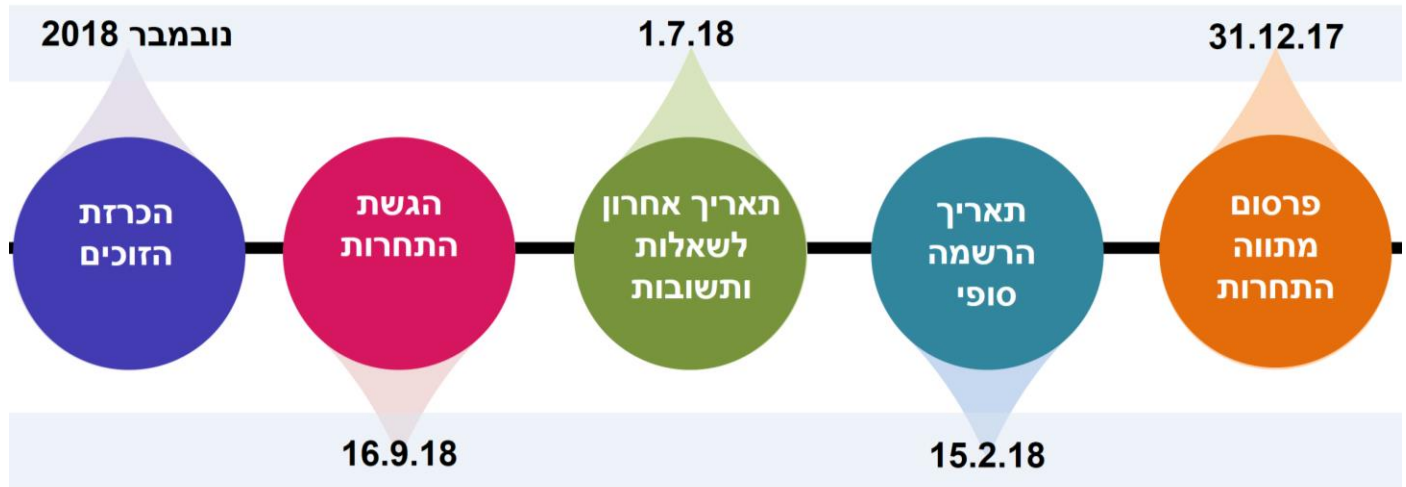 31.12.17
פרסום
מתווה
התחרות
תאריך
הרשמה
סופי
15.2.18
1.7.18
תאריך אחרון
לשאלות
ותשובות
הגשת
התחרות
16.9.18
נובמבר 2018
הכרזת
הזוכים